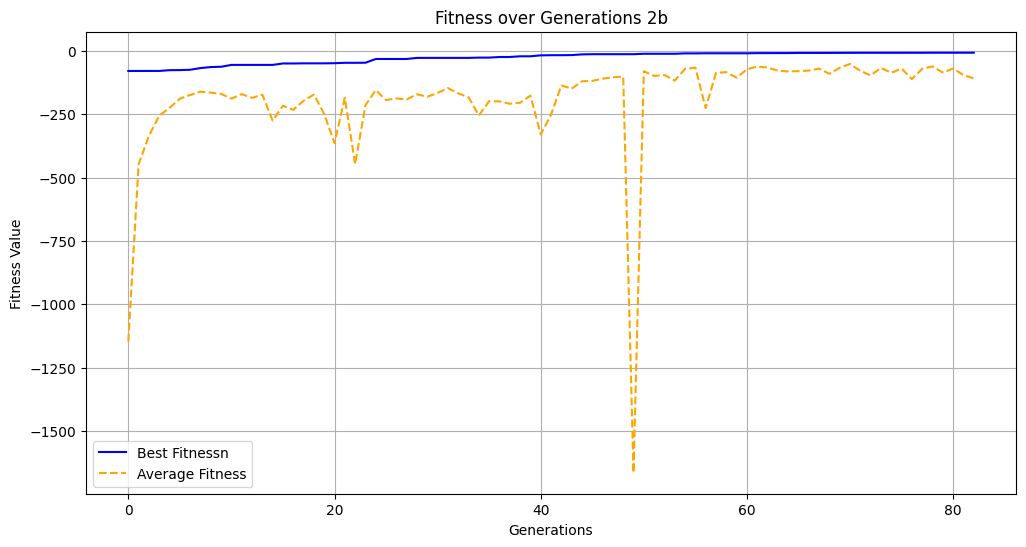 Fitness over Generations 2b
Fitness Value
0
−250
−500
−750
−1000
−1250
−1500
Best Fitnessn
Average Fitness
0 20 40 60 80
Generations